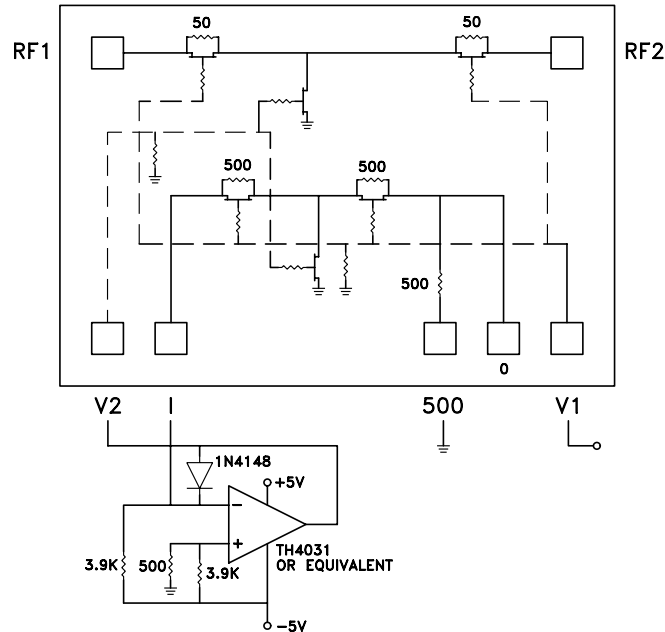 50
50
RF1
RF2
500
500
500
0
V2
I
500
V1
1N4148
+5V
−
+
3.9K
500
3.9K
TH4031
OR EQUIVALENT
−5V